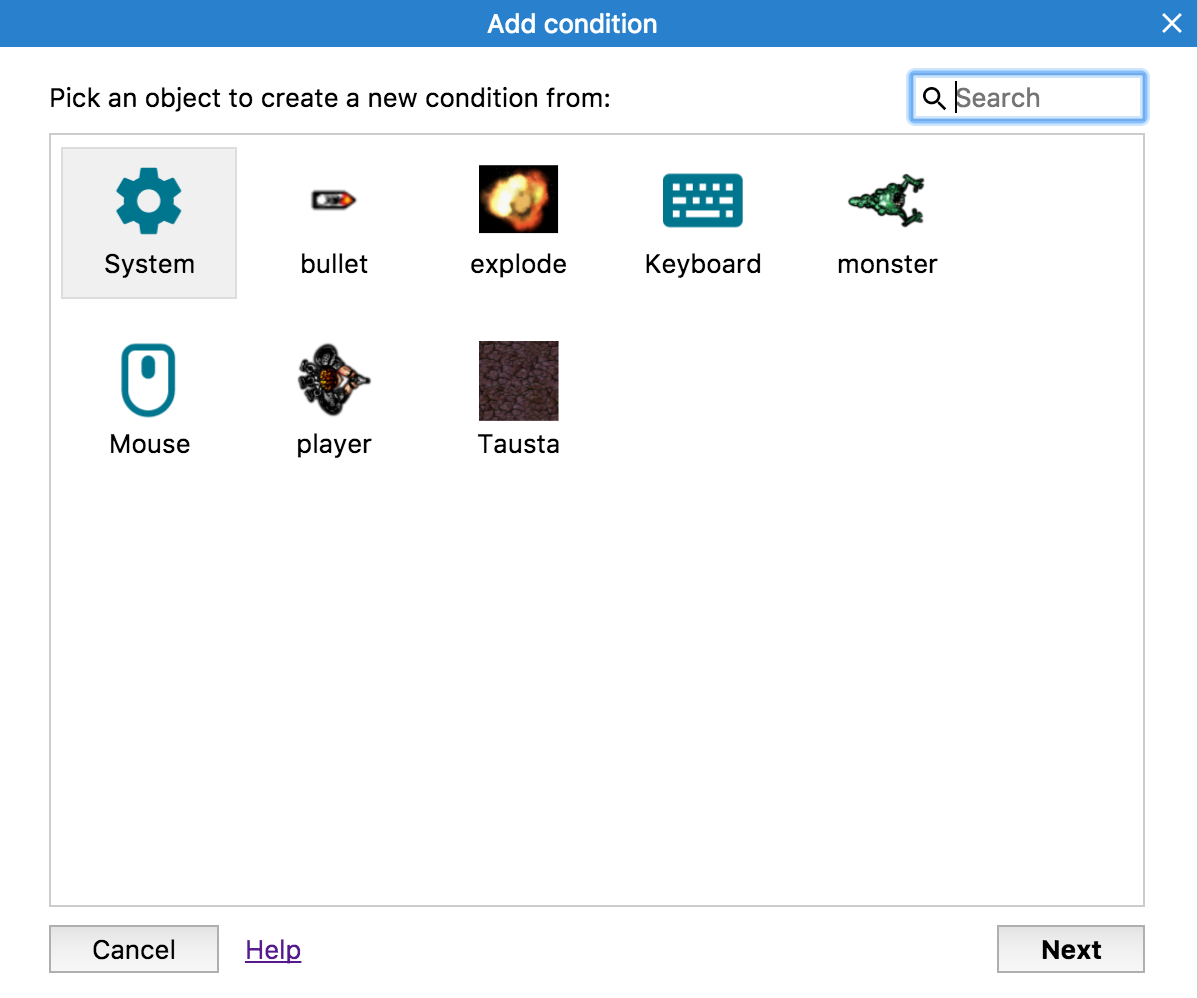 Add condition
Pick an object to create a new condition from:
Search
System
bullet
explode
Keyboard
monster
Mouse
player
Tausta
Cancel
Help
Next